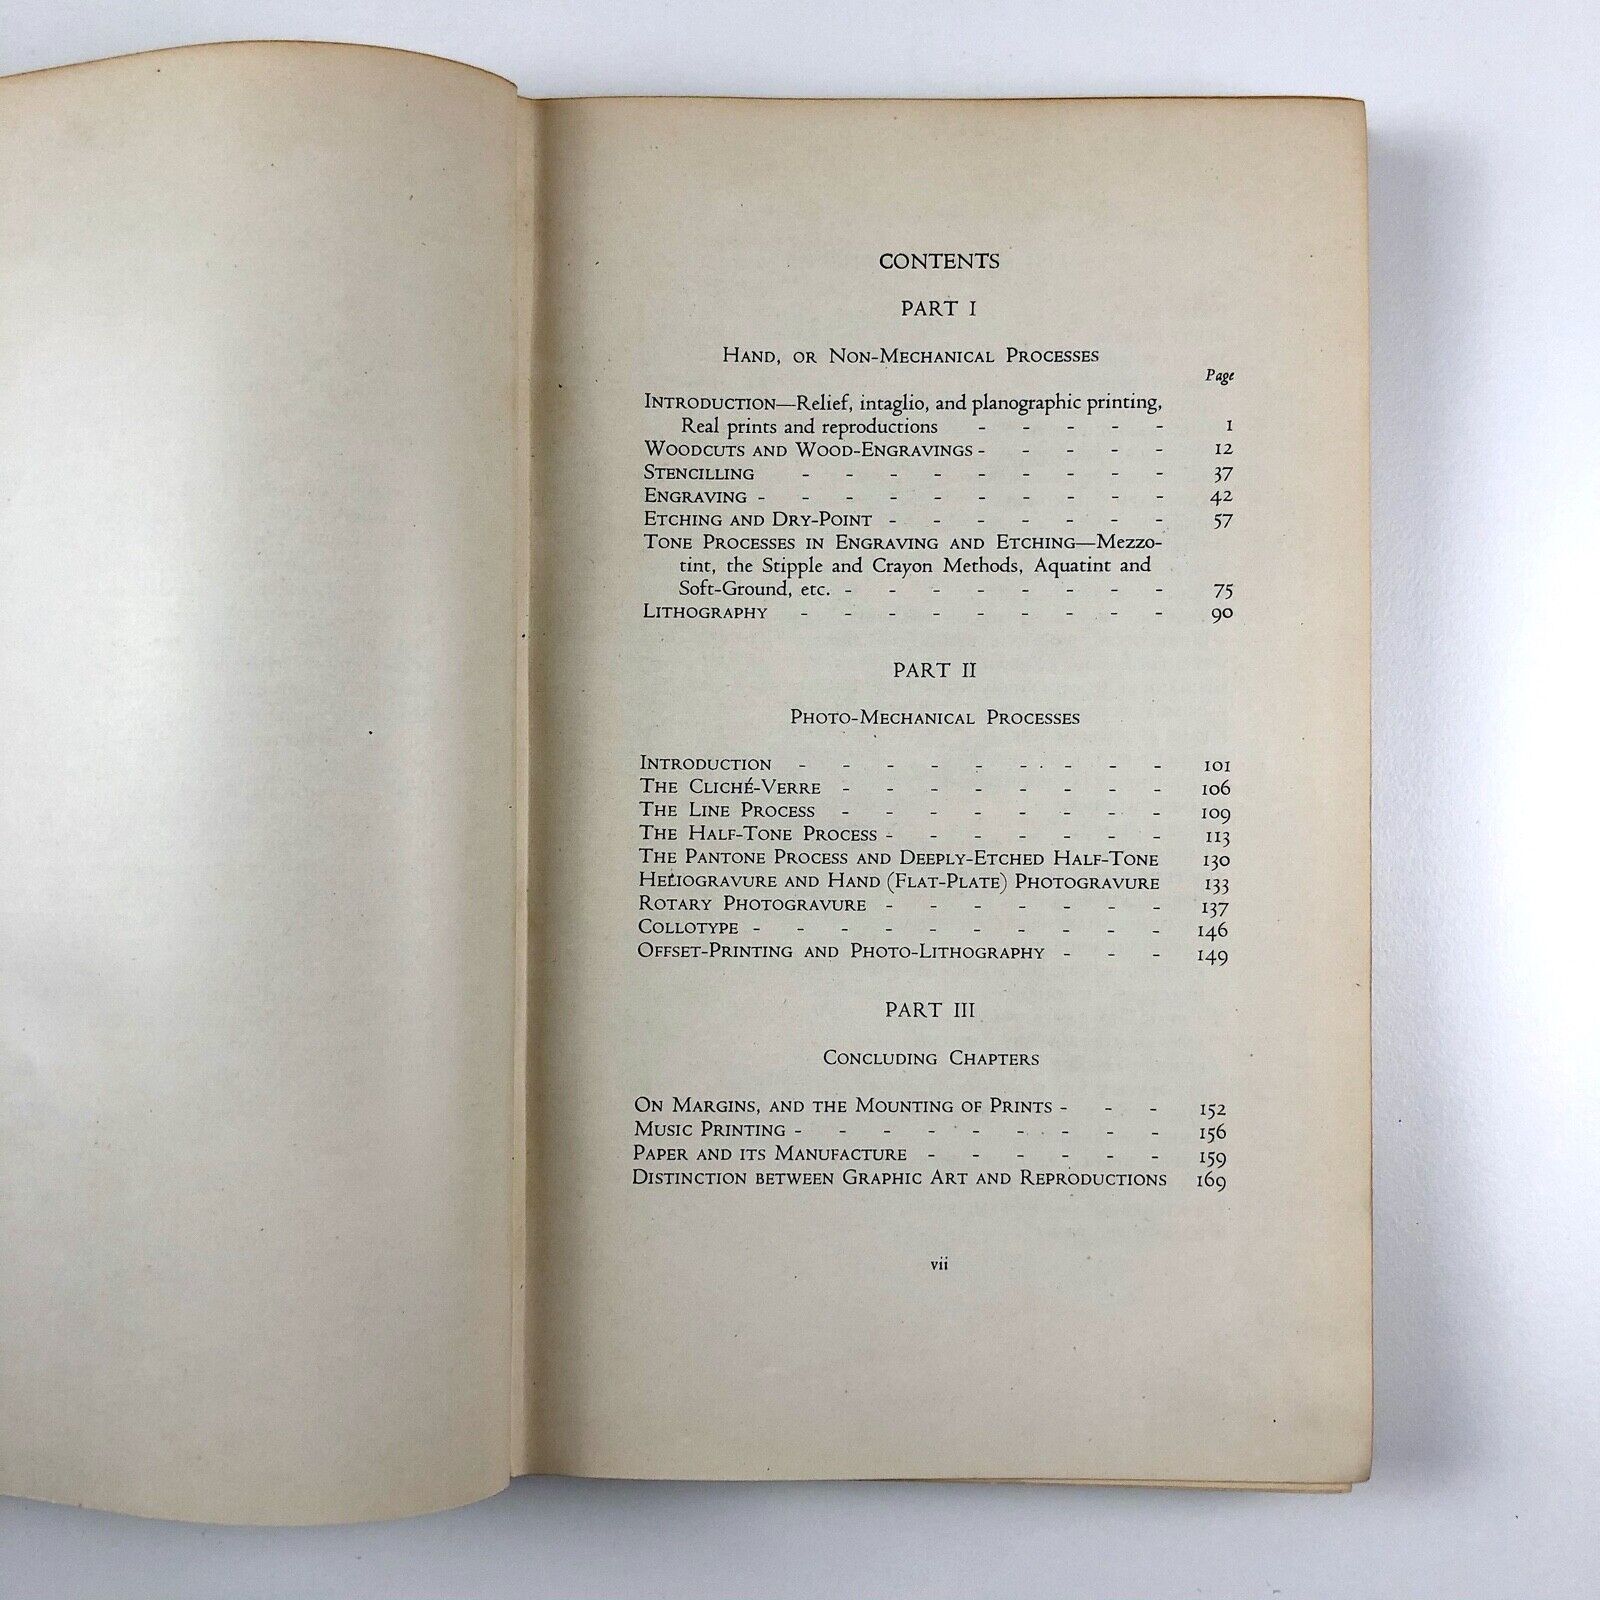 CONTENTS
PART I
Hand, or Non-Mechanical Processes
Page
Introduction—Relief, intaglio, and planographic printing,
Real prints and reproductions - - - - - 1
Woodcuts and Wood-Engravings - - - - - 12
Stencilling - - - - - - - - - 37
Engraving - - - - - - - - - - 42
Etching and Dry-Point - - - - - - - 57
Tone Processes in Engraving and Etching—Mezzo-
tint, the Stipple and Crayon Methods, Aquatint and
Soft-Ground, etc. - - - - - - - - 75
Lithography - - - - - - - - - 90
PART II
Photo-Mechanical Processes
Introduction - - - - - - - - - 101
The Cliché-Verre - - - - - - - - 106
The Line Process - - - - - - - - 109
The Half-Tone Process - - - - - - - 113
The Pantone Process and Deeply-Etched Half-Tone 130
Heliogravure and Hand (Flat-Plate) Photogravure 133
Rotary Photogravure - - - - - - - 137
Collotype - - - - - - - - - - 146
Offset-Printing and Photo-Lithography - - - 149
PART III
Concluding Chapters
On Margins, and the Mounting of Prints - - - 152
Music Printing - - - - - - - - - 156
Paper and its Manufacture - - - - - - 159
Distinction between Graphic Art and Reproductions 169
vii